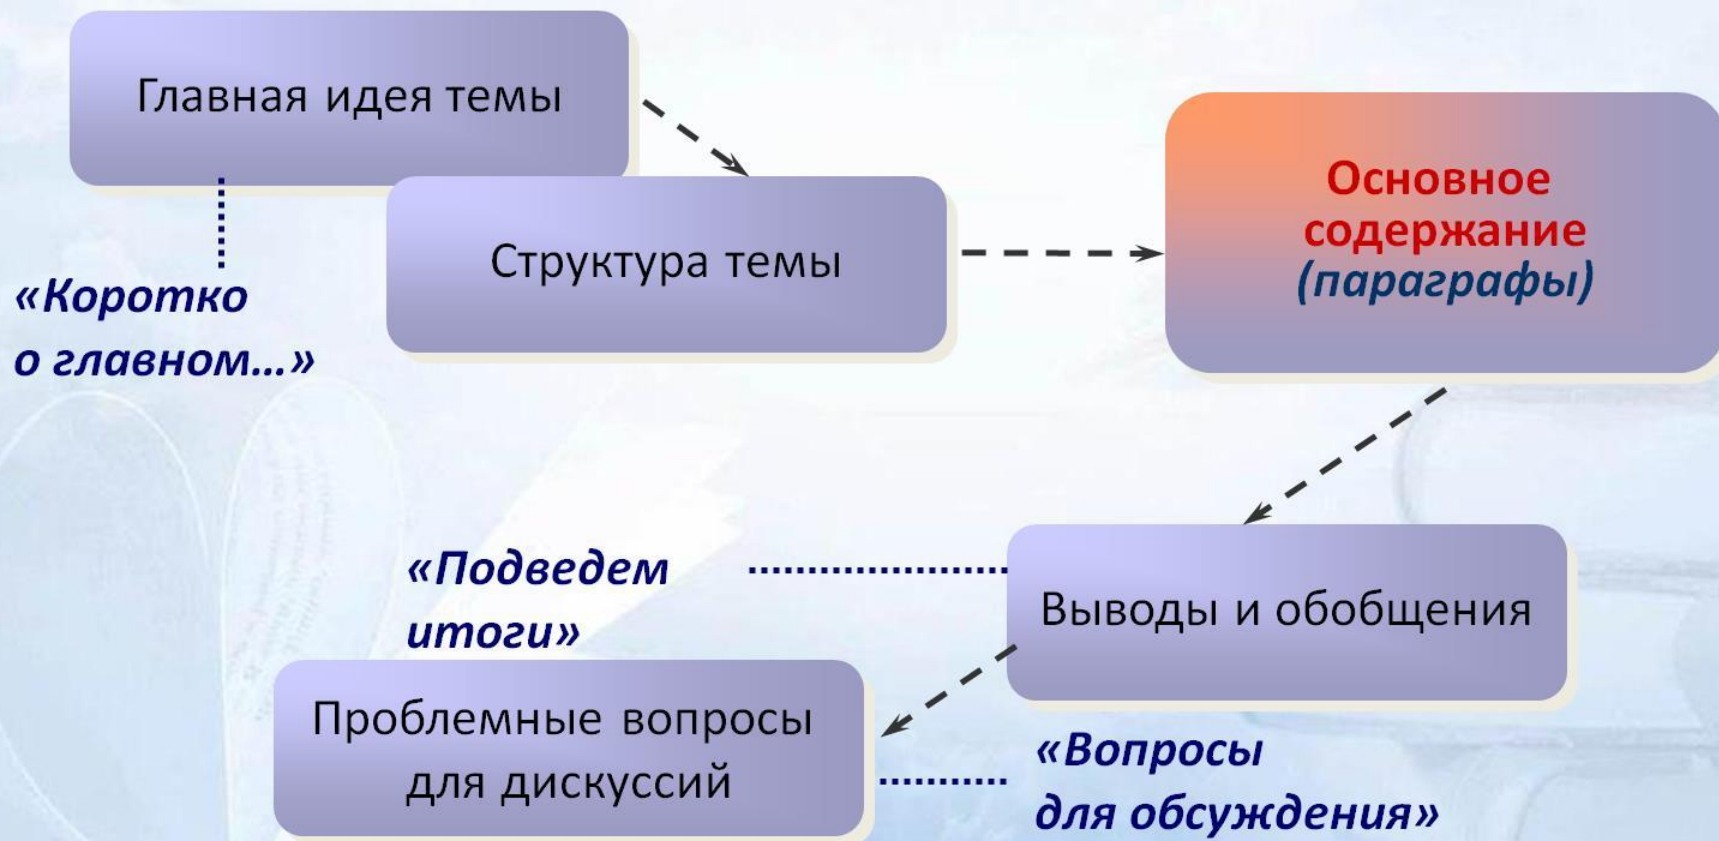 Главная идея темы
Структура темы
«Коротко
о главном...»
Основное
содержание
(параграфы)
«Подведем
итоги»
Выводы и обобщения
Проблемные вопросы
для дискуссий
«Вопросы
для обсуждения»